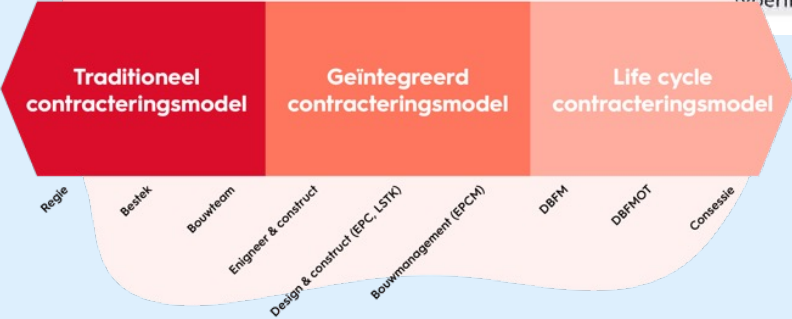 Traditioneel
contracteringsmodel
Geïntegreerd
contracteringsmodel
Life cycle
contracteringsmodel
Regie
Bestek
Bouwteam
Enigneer & construct
Design & construct (EPC, LSTK)
Bouwmanagement (EPCM)
DBFM
DBFMOT
Consessie